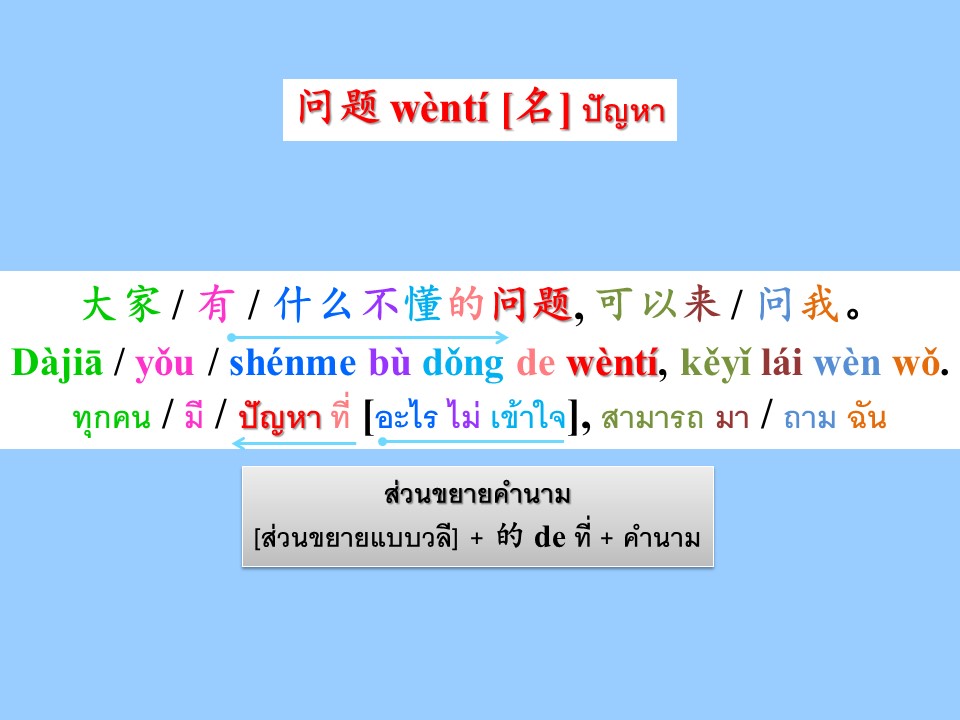 问题 wèntí [名] ปัญหา
大家 / 有 / 什么不懂的问题, 可以来 / 问我。
Dàjiā / yǒu / shénme bù dǒng de wèntí, kěyǐ lái wèn wǒ.
ทุกคน / มี / ปัญหา ที่ [อะไร ไม่ เข้าใจ], สามารถ มา / ถาม ฉัน
ส่วนขยายคำนาม
[ส่วนขยายแบบวลี] + 的 de ที่ + คำนาม